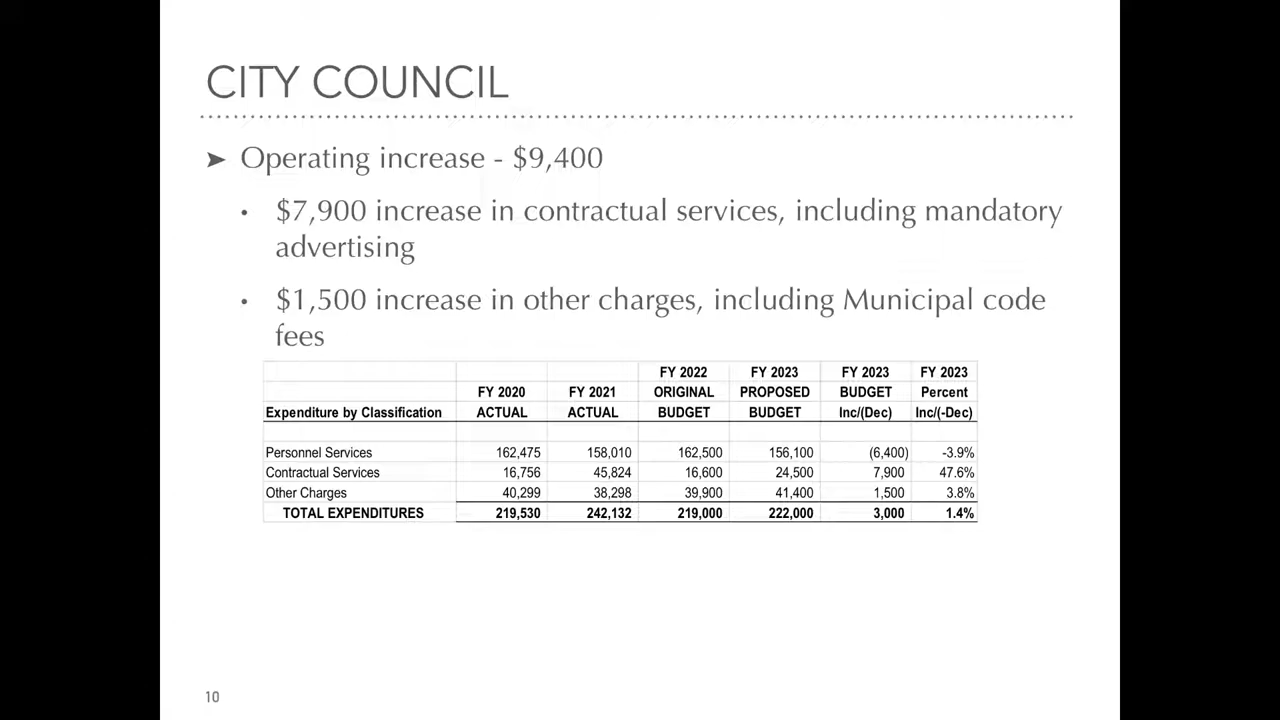 CITY COUNCIL
➤ Operating increase - $9,400
• $7,900 increase in contractual services, including mandatory
advertising
• $1,500 increase in other charges, including Municipal code
fees
FY 2022 FY 2023 FY 2023 FY 2023
FY 2020 FY 2021 ORIGINAL PROPOSED BUDGET Percent
Expenditure by Classification ACTUAL ACTUAL BUDGET BUDGET Inc/(Dec) Inc/(-Dec)
Personnel Services 162,475 158,010 162,500 156,100 (6,400) -3.9%
Contractual Services 16,756 45,824 16,600 24,500 7,900 47.6%
Other Charges 40,299 38,298 39,900 41,400 1,500 3.8%
TOTAL EXPENDITURES 219,530 242,132 219,000 222,000 3,000 1.4%
10